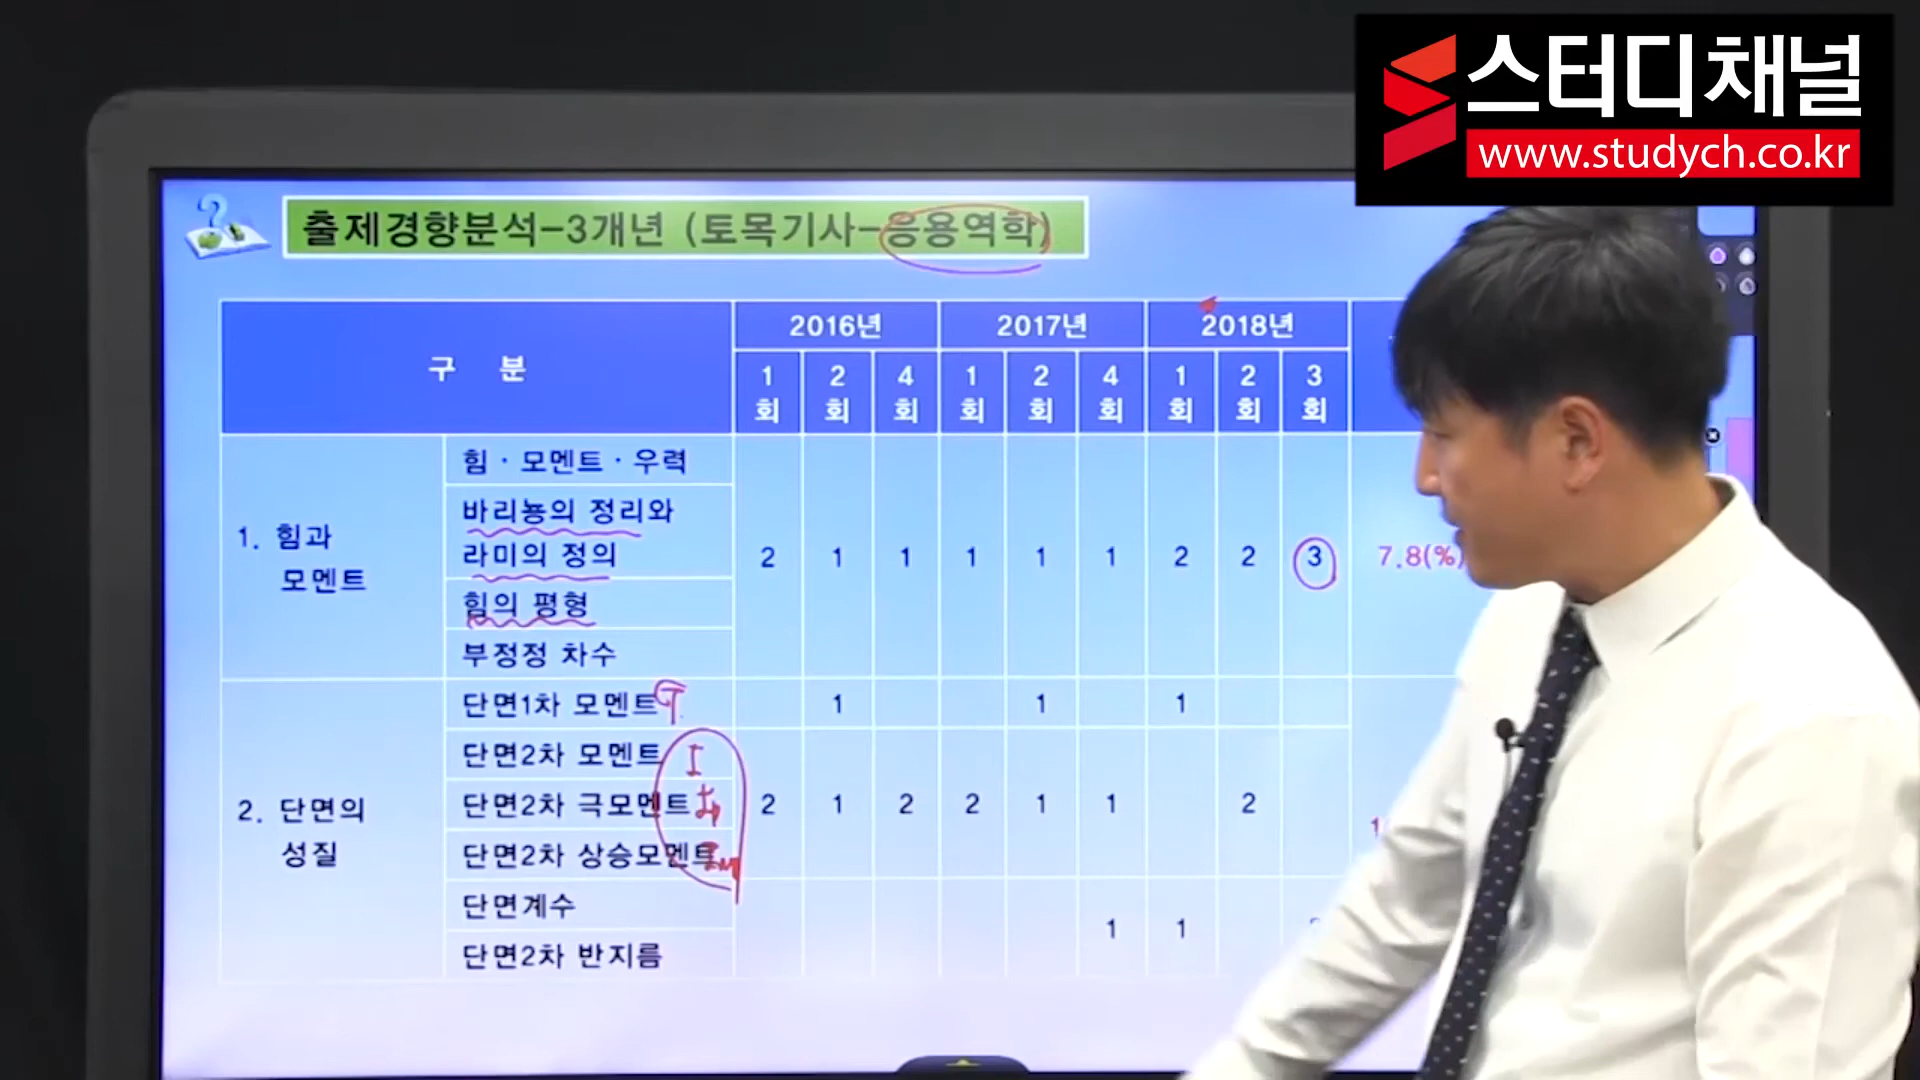 스터디채널
www.studych.co.kr
출제경향분석-3개년 (토목기사-응용역학)
구 분
2016년 2017년 2018년
1회 2회 4회 1회 2회 4회 1회 2회 3회
1. 힘과 모멘트
힘·모멘트·우력
바리뇽의 정리와
라미의 정의
2 1 1 1 1 1 2 2 3 7.8(%)
힘의 평형
부정정 차수
2. 단면의 성질
단면1차 모멘트 G
1 1 1
단면2차 모멘트 I
단면2차 극모멘트
2 1 2 2 1 1 2
단면2차 상승모멘트
단면계수
1 1
단면2차 반지름